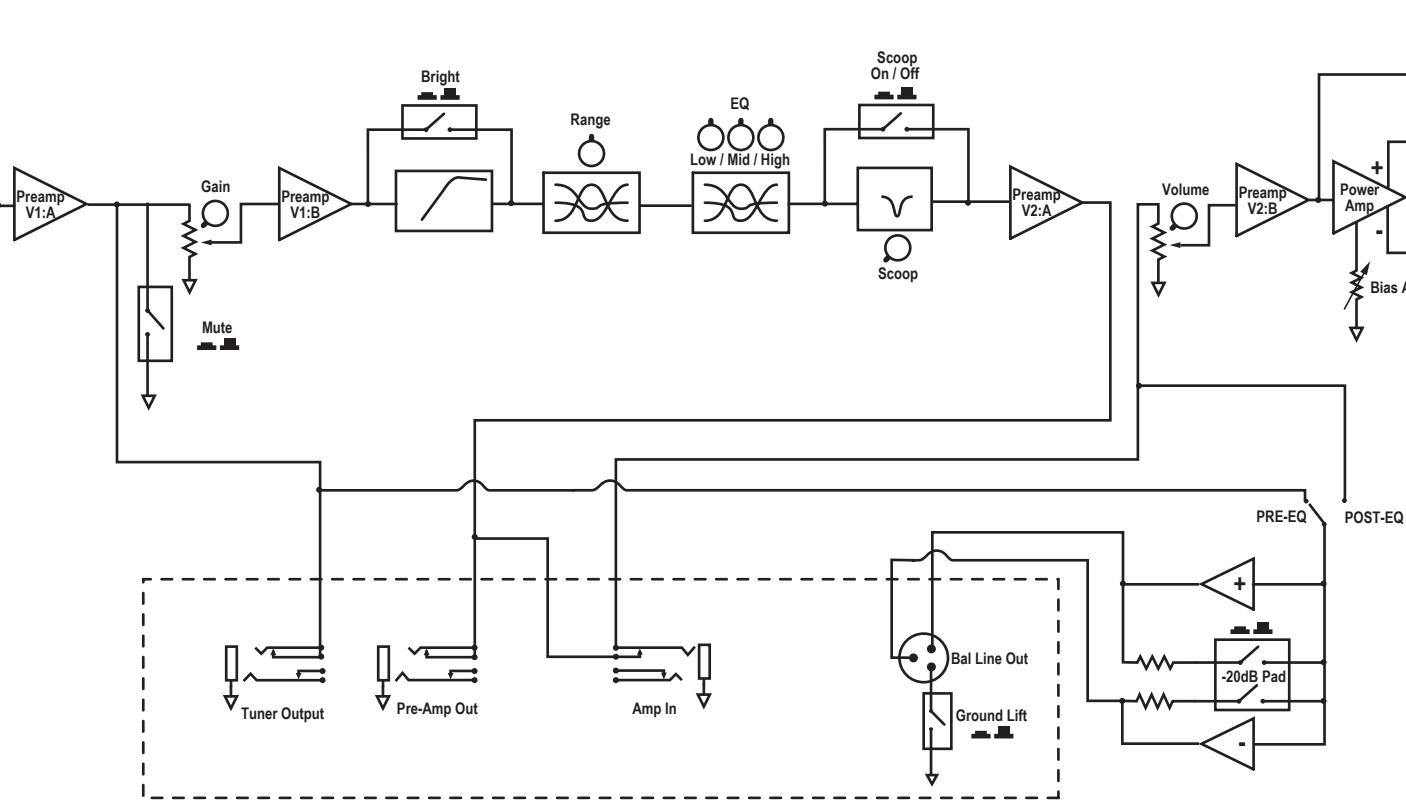 Scoop
On / Off
Bright
EQ
Range
Low / Mid / High
Preamp
V1:A
Gain
Preamp
V1:B
Preamp
V2:A
Volume
Preamp
V2:B
Power
Amp
+
-
Scoop
Bias A
Mute
PRE-EQ
POST-EQ
+
Bal Line Out
-20dB Pad
Tuner Output
Pre-Amp Out
Amp In
Ground Lift
-